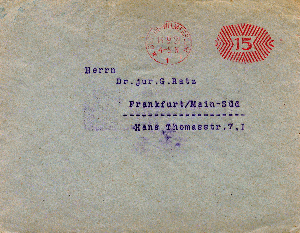 15
Herrn
Dr.jur.G.Ratz
Frankfurt/Main-Süd
Hans Thomasstr.7.I